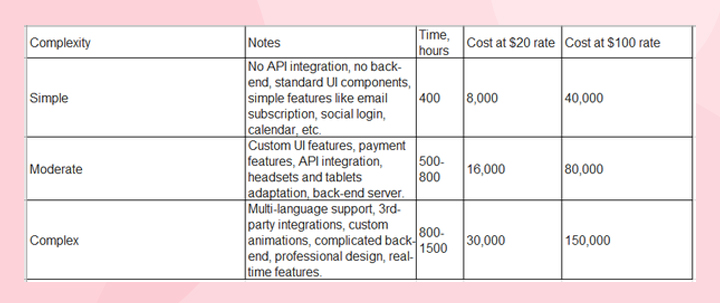 Complexity
Notes
Time,
hours
Cost at $20 rate
Cost at $100 rate
Simple
No API integration, no back-
end, standard UI components,
simple features like email
subscription, social login,
calendar, etc.
400
8,000
40,000
Moderate
Custom UI features, payment
features, API integration,
headsets and tablets
adaptation, back-end server.
500-
800
16,000
80,000
Complex
Multi-language support, 3rd-
party integrations, custom
animations, complicated back-
end, professional design, real-
time features.
800-
1500
30,000
150,000